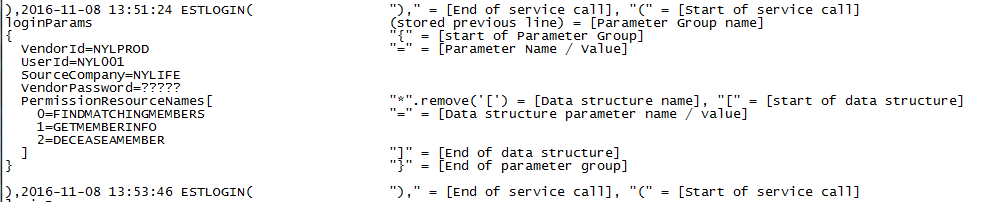 ),2016-11-08 13:51:24 ESTLOGIN( ")," = [End of service call], "(" = [Start of service call]
loginParams (stored previous line) = [Parameter Group name]
{ "{" = [start of Parameter Group]
VendorId=NYLPROD "=" = [Parameter Name / Value]
UserId=NYL001
SourceCompany=NYLIFE
VendorPassword=?????
PermissionResourceNames[ "*".remove('[') = [Data structure name], "[" = [start of data structure]
0=FINDMATCHINGMEMBERS "=" = [Data structure parameter name / value]
1=GETMEMBERINFO
2=DECEASEAMEMBER
] "]" = [End of data structure]
} "}" = [End of parameter group]
),2016-11-08 13:53:46 ESTLOGIN( ")," = [End of service call], "(" = [Start of service call]